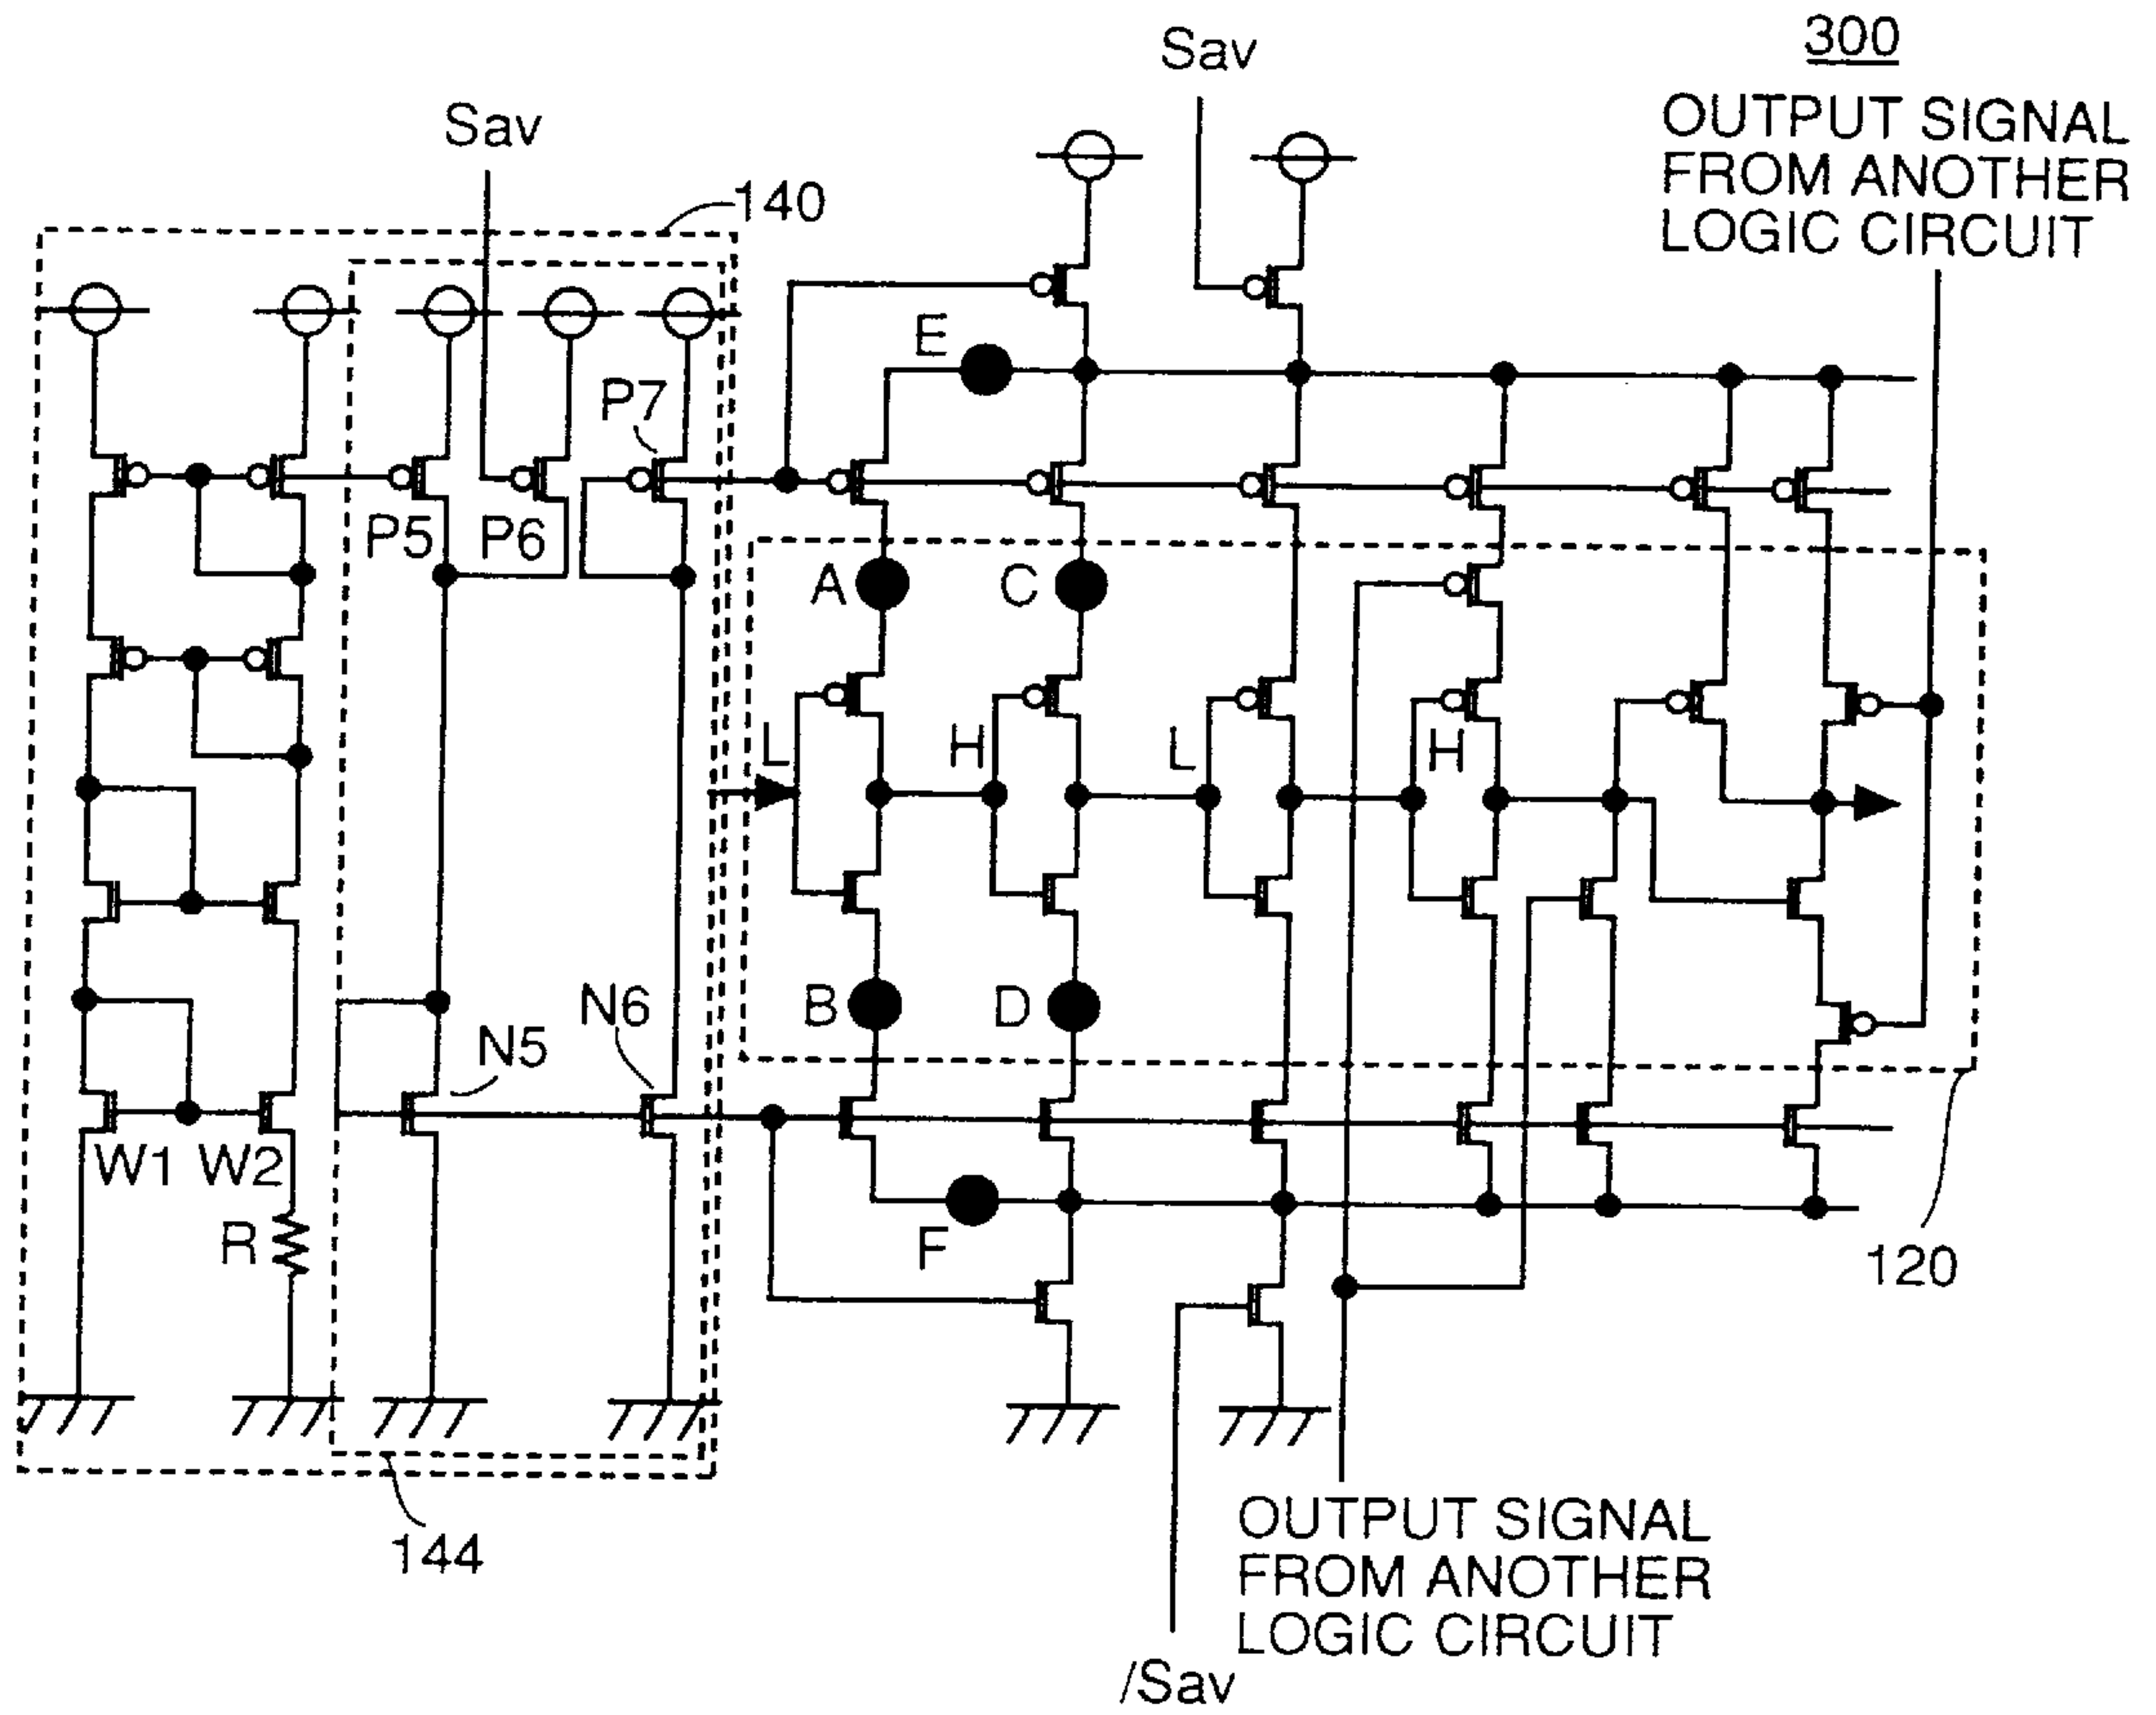 300
Sav
OUTPUT SIGNAL
FROM ANOTHER
LOGIC CIRCUIT
Sav
140
E
P7
P5
P6
A
C
L
H
L
H
B
D
N6
N5
W1
W2
R
F
120
144
OUTPUT SIGNAL
FROM ANOTHER
LOGIC CIRCUIT
/Sav